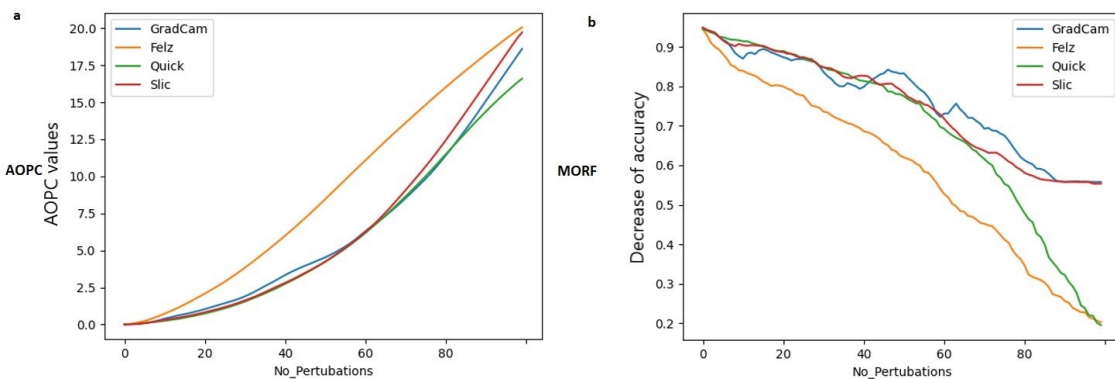 a
GradCam
Felz
Quick
Slic
20.0
17.5
15.0
12.5
10.0
7.5
5.0
2.5
0.0
AOPC
AOPC values
0
20
40
60
80
No_Pertubations
b
GradCam
Felz
Quick
Slic
0.9
0.8
0.7
0.6
0.5
0.4
0.3
0.2
MORF
Decrease of accuracy
0
20
40
60
80
No_Pertubations